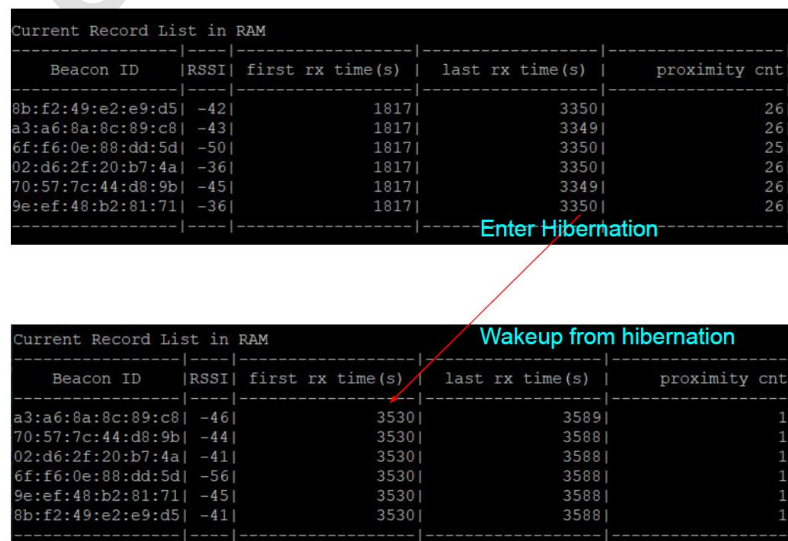 Current Record List in RAM
-----------------|----|------------------|------------------|------------------
Beacon ID |RSSI| first rx time(s) | last rx time(s) | proximity cnt
-----------------|----|------------------|------------------|------------------
8b:f2:49:e2:e9:d5| -42| 1817| 3350| 26
a3:a6:8a:8c:89:c8| -43| 1817| 3349| 26
6f:f6:0e:88:dd:5d| -50| 1817| 3350| 25
02:d6:2f:20:b7:4a| -36| 1817| 3350| 26
70:57:7c:44:d8:9b| -45| 1817| 3349| 26
9e:ef:48:b2:81:71| -36| 1817| 3350| 26
-----------------|----|------------------|------------------|------------------
Enter Hibernation
Wakeup from hibernation
Current Record List in RAM
-----------------|----|------------------|------------------|------------------
Beacon ID |RSSI| first rx time(s) | last rx time(s) | proximity cnt
-----------------|----|------------------|------------------|------------------
a3:a6:8a:8c:89:c8| -46| 3530| 3589| 1
70:57:7c:44:d8:9b| -44| 3530| 3588| 1
02:d6:2f:20:b7:4a| -41| 3530| 3588| 1
6f:f6:0e:88:dd:5d| -56| 3530| 3588| 1
9e:ef:48:b2:81:71| -45| 3530| 3588| 1
8b:f2:49:e2:e9:d5| -41| 3530| 3588| 1
-----------------|----|------------------|------------------|------------------